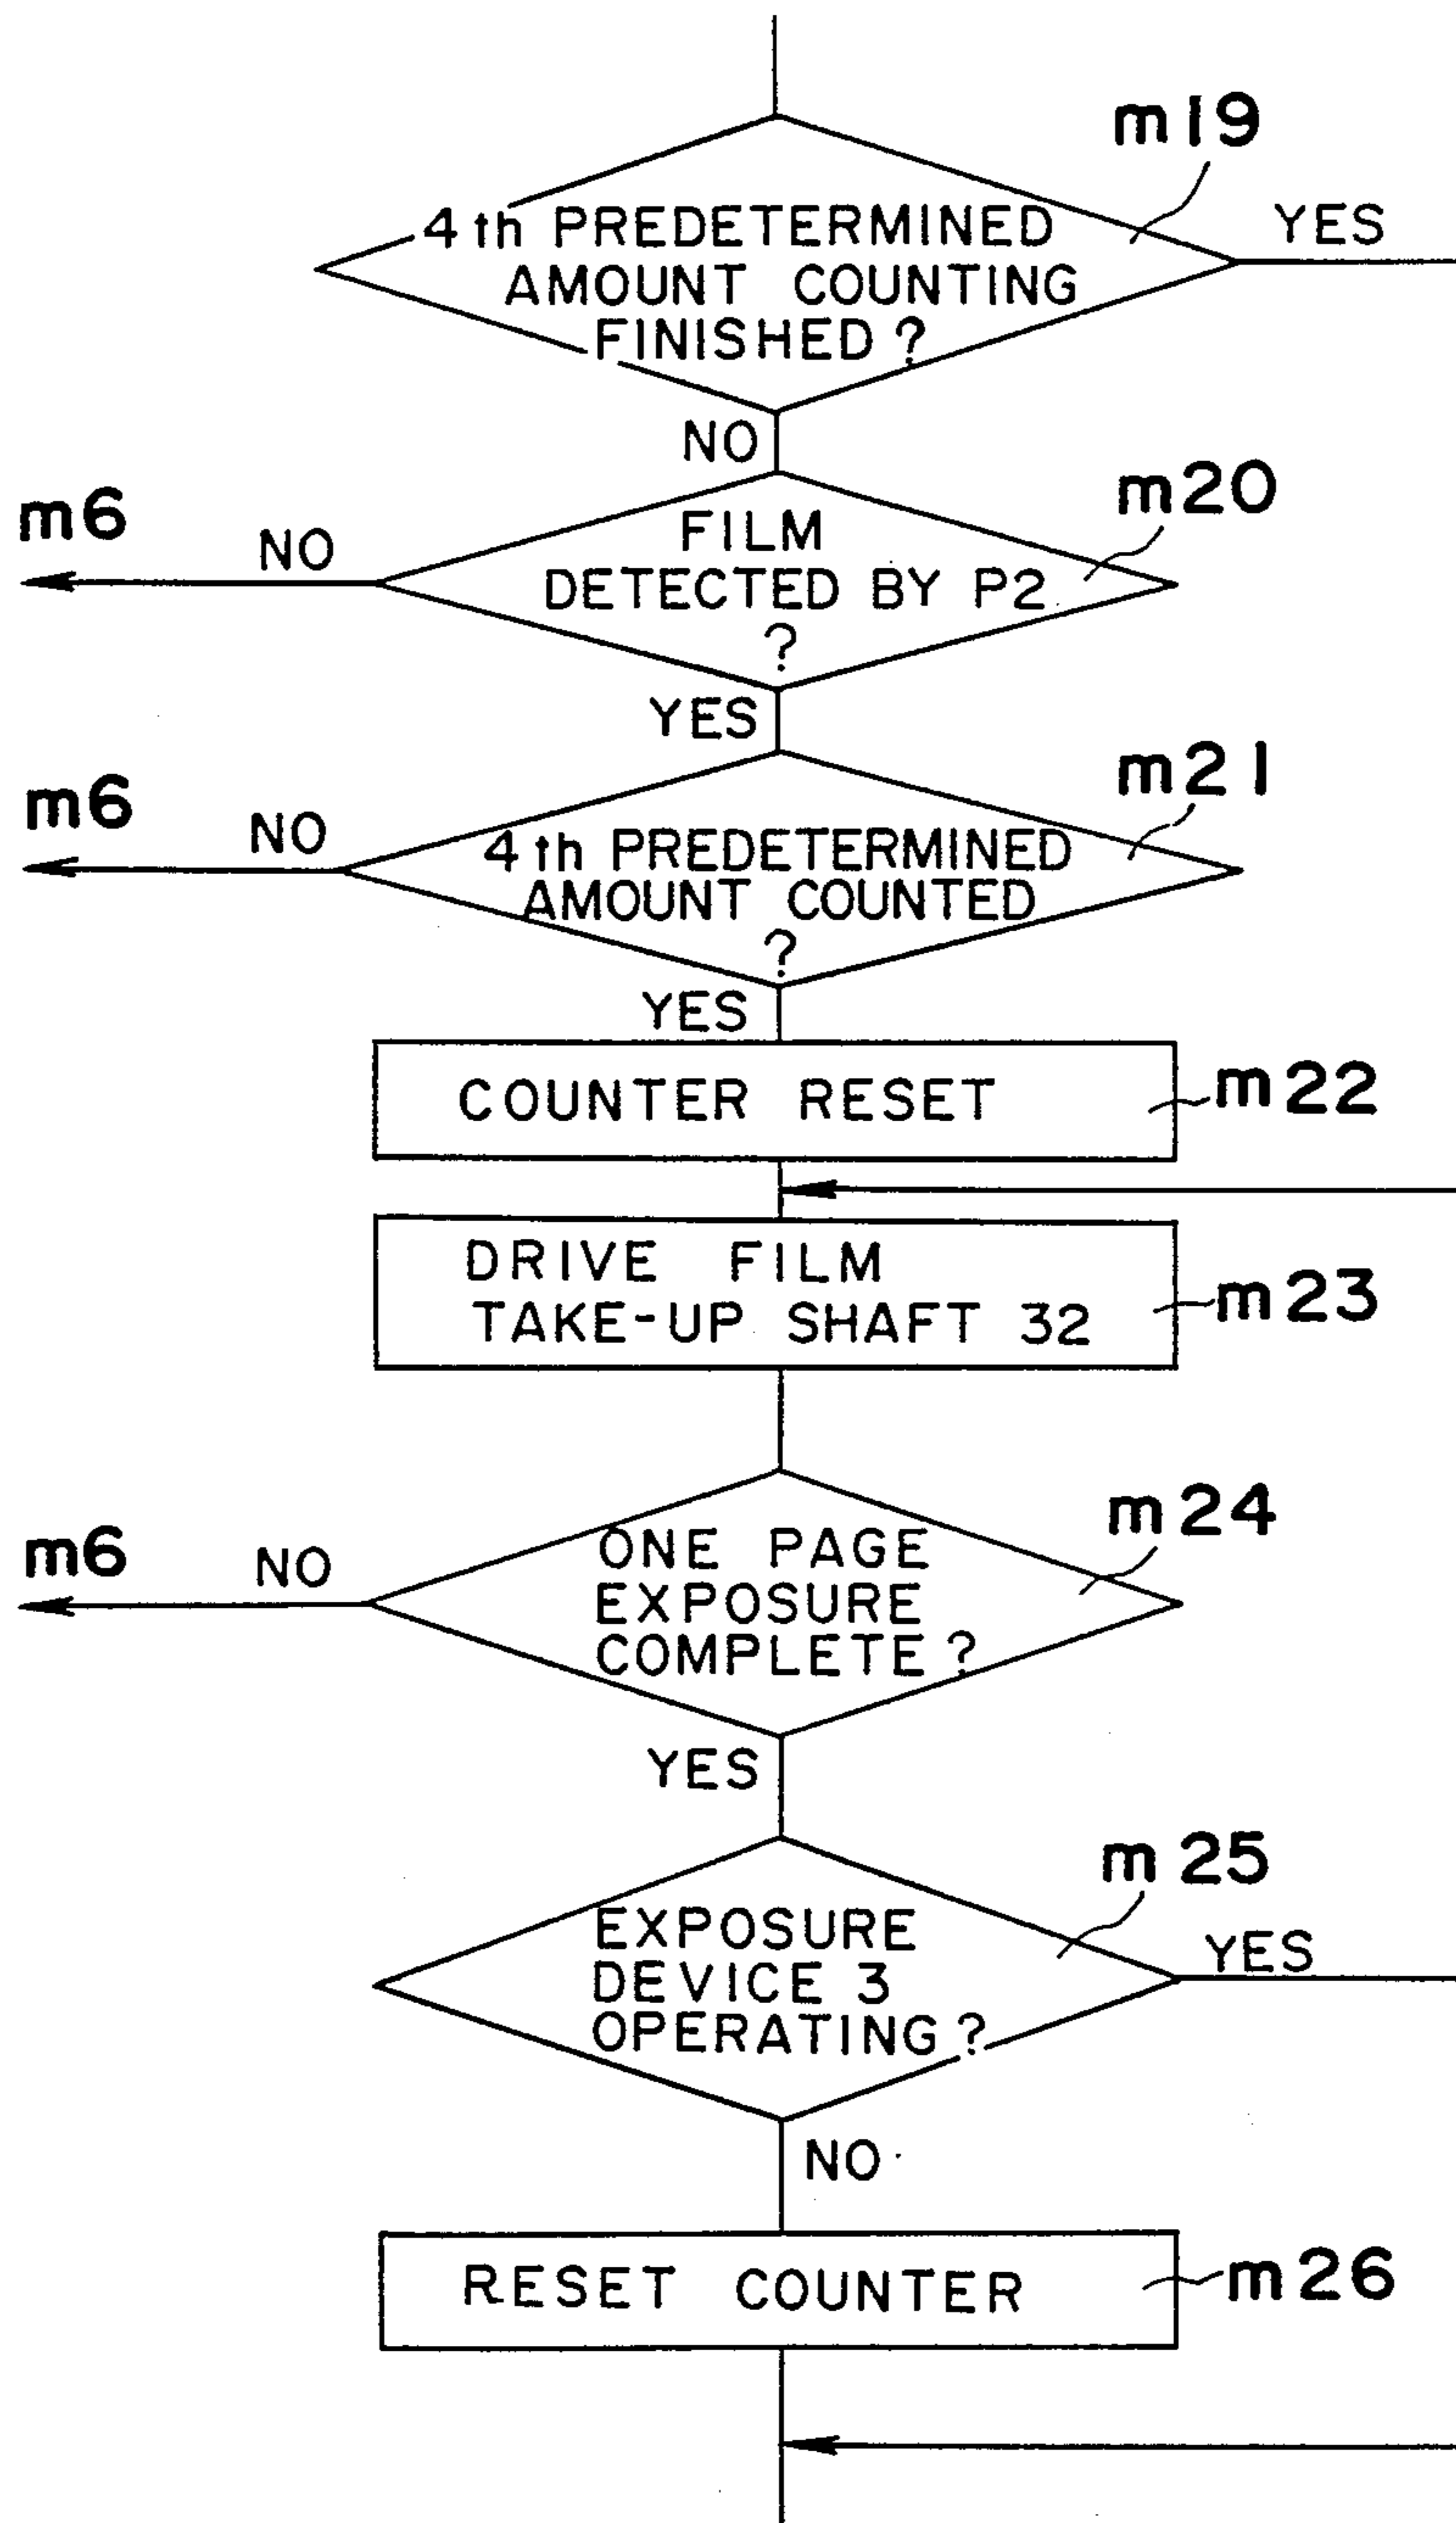 m19
4th PREDETERMINED
AMOUNT COUNTING
FINISHED ?
YES
NO
m20
m6
NO
FILM
DETECTED BY P2
?
YES
m21
m6
NO
4th PREDETERMINED
AMOUNT COUNTED
?
YES
COUNTER RESET
m22
DRIVE FILM
TAKE-UP SHAFT 32
m23
m24
m6
NO
ONE PAGE
EXPOSURE
COMPLETE ?
YES
m25
EXPOSURE
DEVICE 3
OPERATING ?
YES
NO
RESET COUNTER
m26